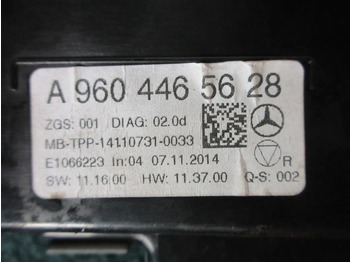 A 960 446 56 28
ZGS: 001 DIAG: 02.0d
MB-TPP-14110731-0033
E1066223 In:04 07.11.2014 R
SW: 11.16.00 HW: 11.37.00 Q-S: 002